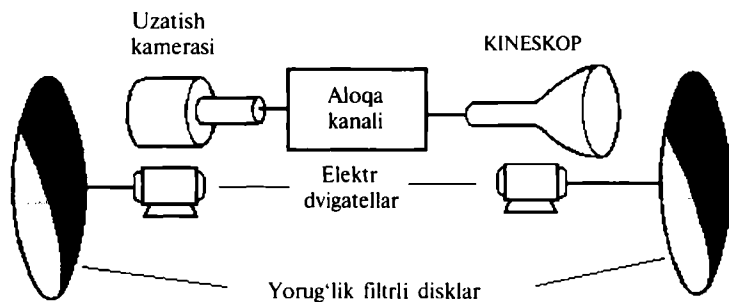 Uzatish
kamerasi
KINESKOP
Aloqa
kanali
Elektr
dvigatellar
Yorug‘lik filtrli disklar